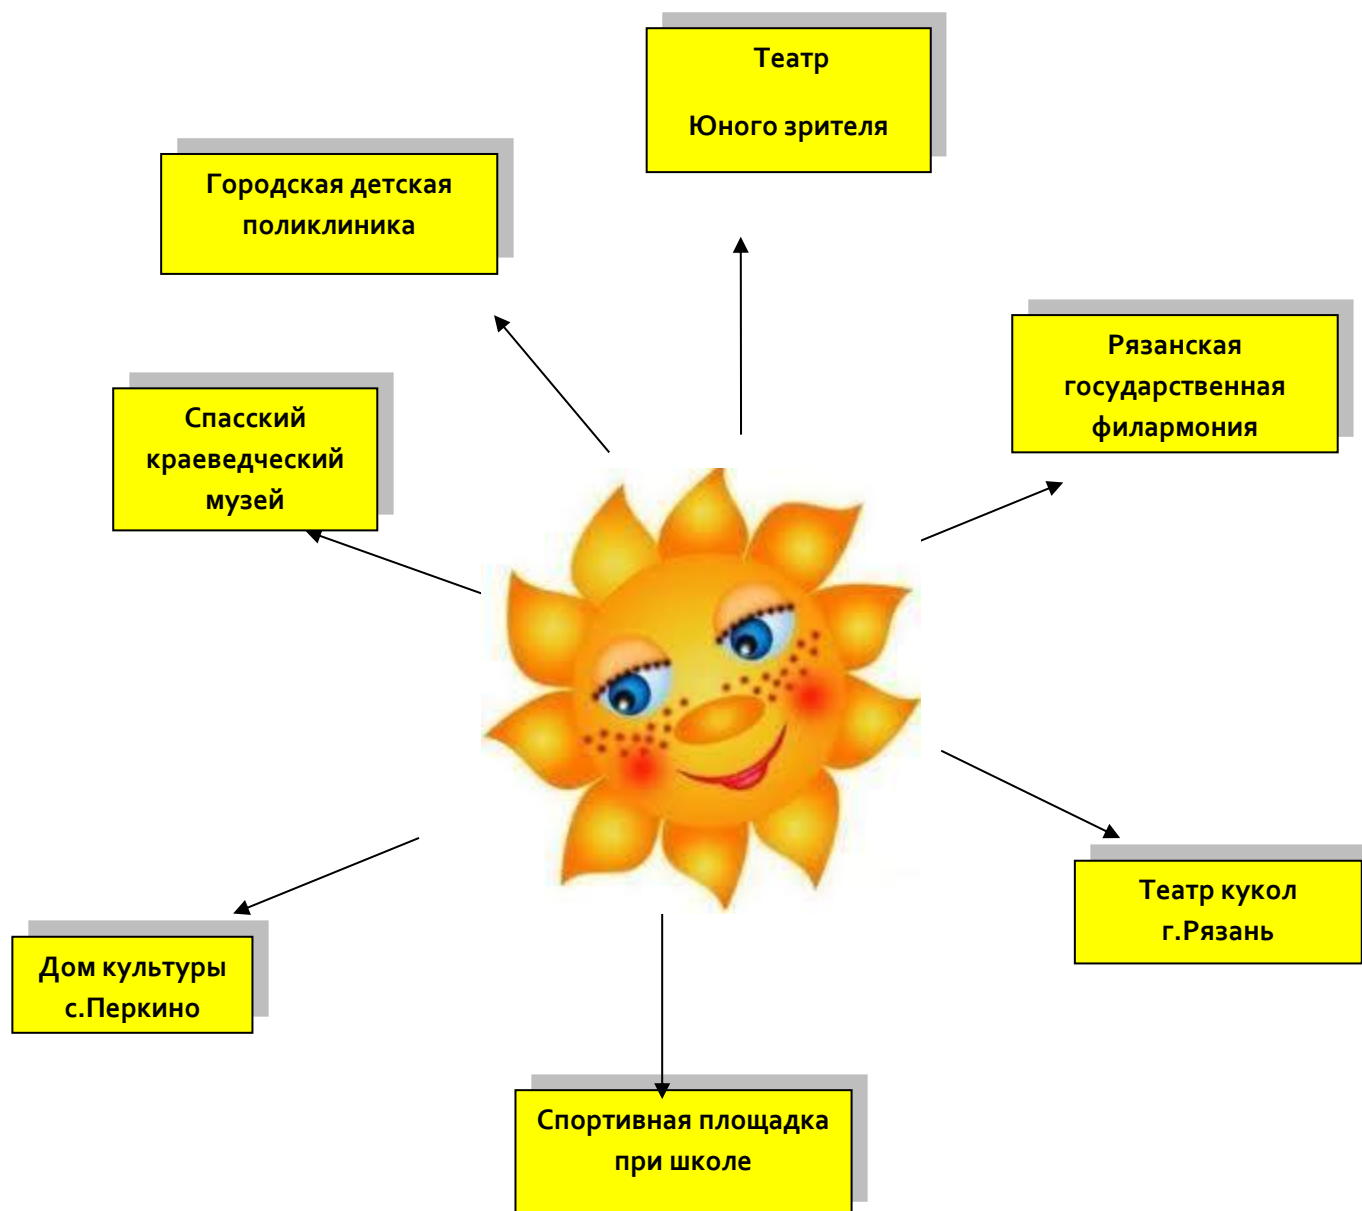 Театр
Юного зрителя
Городская детская
поликлиника
Рязанская
государственная
филармония
Спасский
краеведческий
музей
Театр кукол
г.Рязань
Дом культуры
с.Перкино
Спортивная площадка
при школе